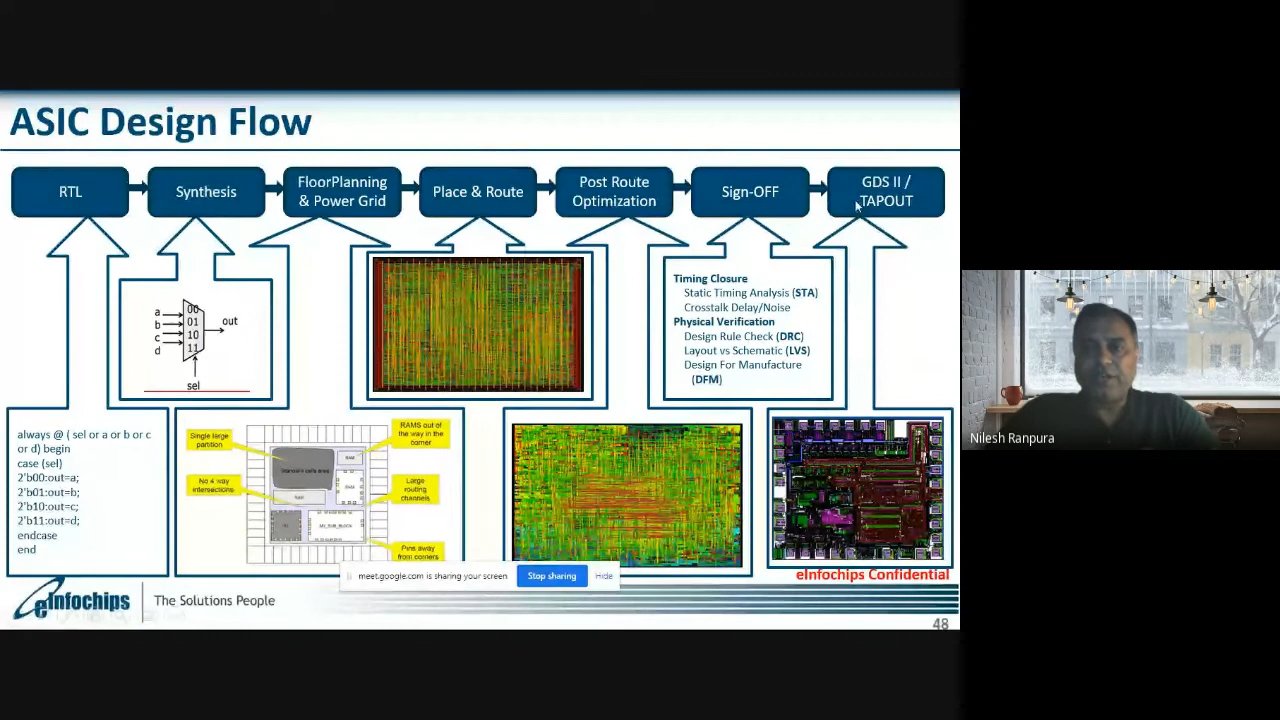 ASIC Design Flow
RTL
Synthesis
FloorPlanning
& Power Grid
Place & Route
Post Route
Optimization
Sign-OFF
GDS II /
TAPOUT
a
b
c
d
00
01
10
11
out
sel
Timing Closure
Static Timing Analysis (STA)
Crosstalk Delay/Noise
Physical Verification
Design Rule Check (DRC)
Layout vs Schematic (LVS)
Design For Manufacture
(DFM)
always @ ( sel or a or b or c
or d) begin
case (sel)
2'b00:out=a;
2'b01:out=b;
2'b10:out=c;
2'b11:out=d;
endcase
end
Single large
partition
No 4 way
intersections
Standard cells area
RAM
RAMS out of
the way in the
corner
Large
routing
channels
Pins away
from corners
meet.google.com is sharing your screen
Stop sharing
Hide
eInfochips Confidential
eInfochips
The Solutions People
48
Nilesh Ranpura